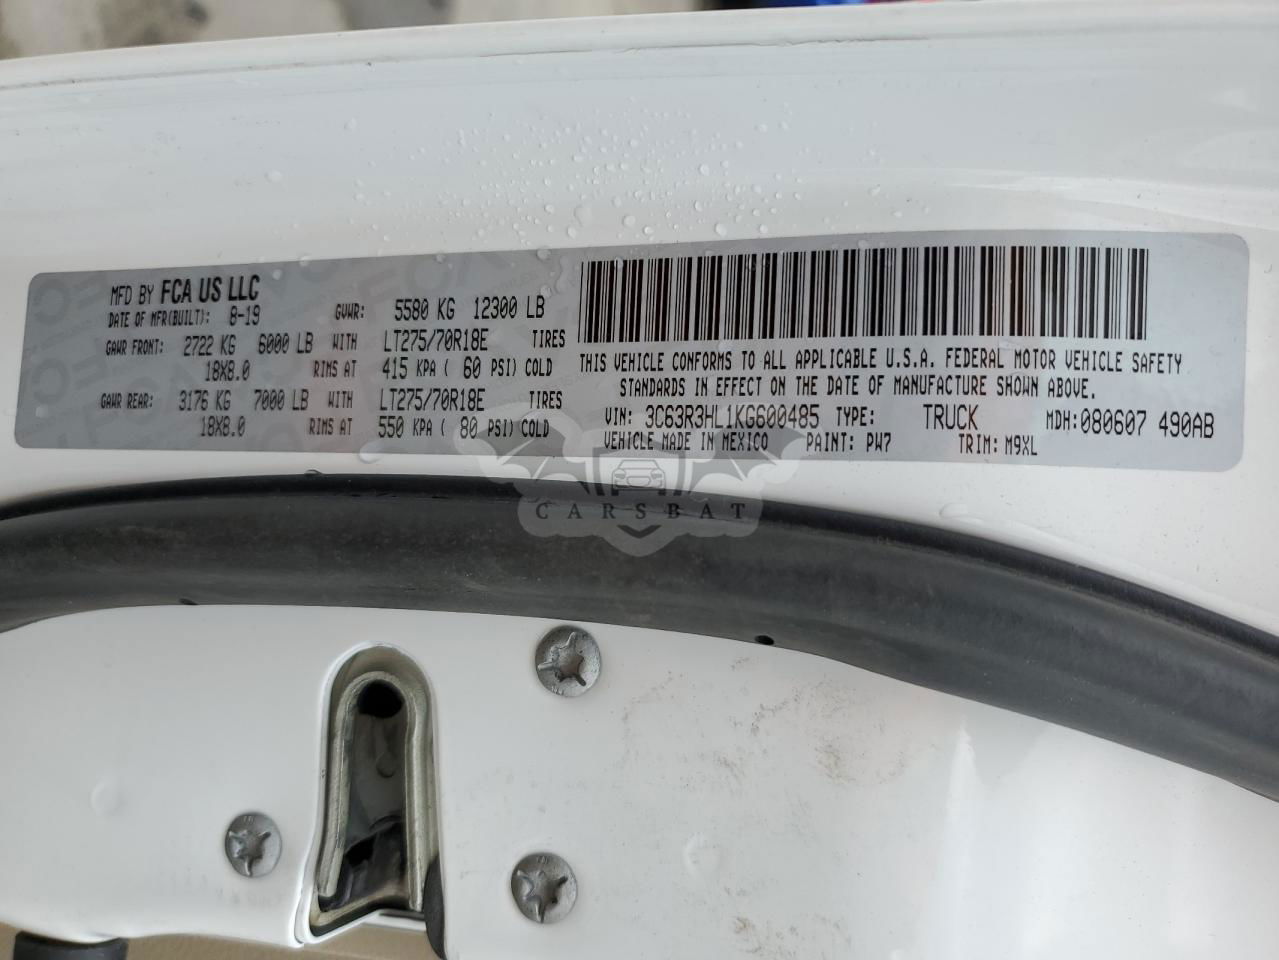 MFD BY FCA US LLC
DATE OF MFR(BUILT): 8-19 GVWR: 5580 KG 12300 LB
GAWR FRONT: 2722 KG 6000 LB WITH LT275/70R18E TIRES
18X8.0 RIMS AT 415 KPA ( 60 PSI) COLD
GAWR REAR: 3176 KG 7000 LB WITH LT275/70R18E TIRES
18X8.0 RIMS AT 550 KPA ( 80 PSI) COLD
THIS VEHICLE CONFORMS TO ALL APPLICABLE U.S.A. FEDERAL MOTOR VEHICLE SAFETY
STANDARDS IN EFFECT ON THE DATE OF MANUFACTURE SHOWN ABOVE.
VIN: 3C63R3HL1KG600485 TYPE: TRUCK MDH:080607 490AB
VEHICLE MADE IN MEXICO PAINT: PW7 TRIM: M9XL
CARSBAT